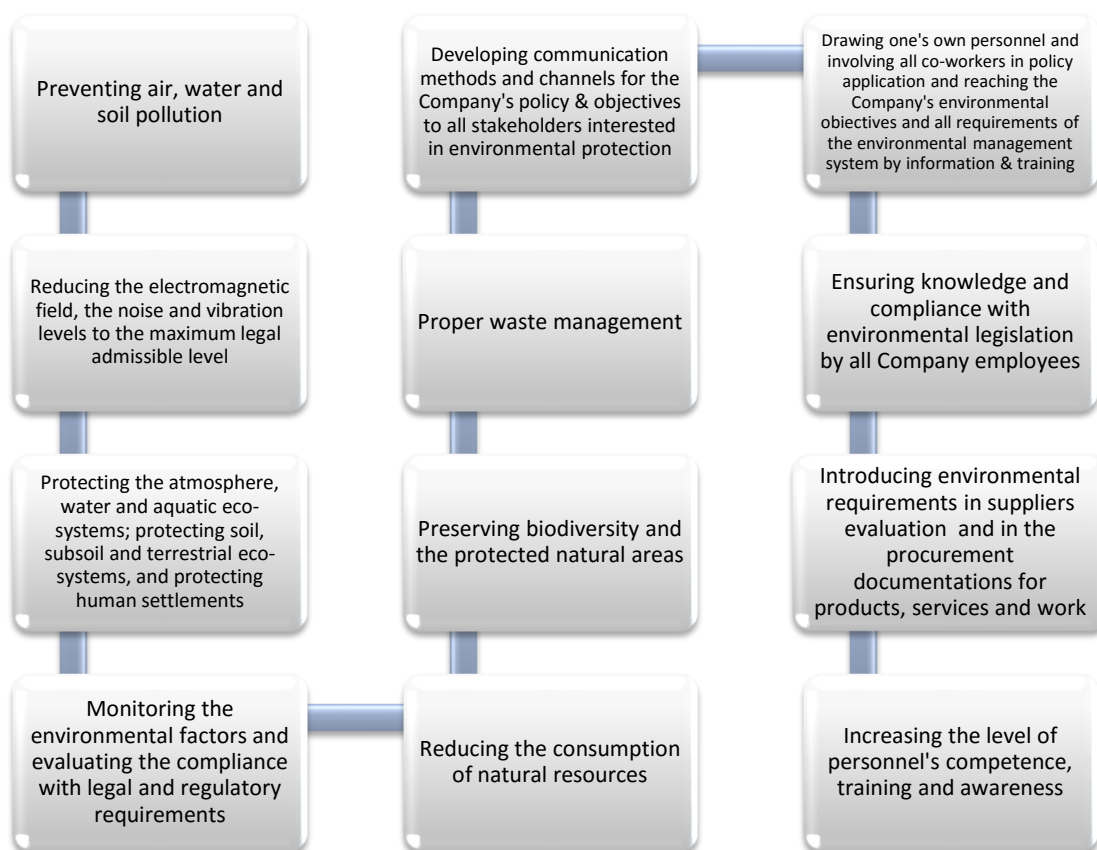 Preventing air, water and
soil pollution
Reducing the electromagnetic
field, the noise and vibration
levels to the maximum legal
admissible level
Protecting the atmosphere,
water and aquatic eco-
systems; protecting soil,
subsoil and terrestrial eco-
systems, and protecting
human settlements
Monitoring the
environmental factors and
evaluating the compliance
with legal and regulatory
requirements
Reducing the consumption
of natural resources
Preserving biodiversity and
the protected natural areas
Proper waste management
Developing communication
methods and channels for the
Company's policy & objectives
to all stakeholders interested
in environmental protection
Drawing one's own personnel and
involving all co-workers in policy
application and reaching the
Company's environmental
objectives and all requirements of
the environmental management
system by information & training
Ensuring knowledge and
compliance with
environmental legislation
by all Company employees
Introducing environmental
requirements in suppliers
evaluation and in the
procurement
documentations for
products, services and work
Increasing the level of
personnel's competence,
training and awareness